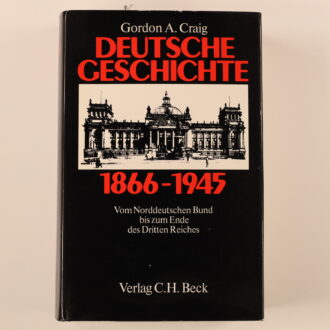 Gordon A. Craig
DEUTSCHE
GESCHICHTE
1866-1945
Vom Norddeutschen Bund
bis zum Ende
des Dritten Reiches
Verlag C.H. Beck